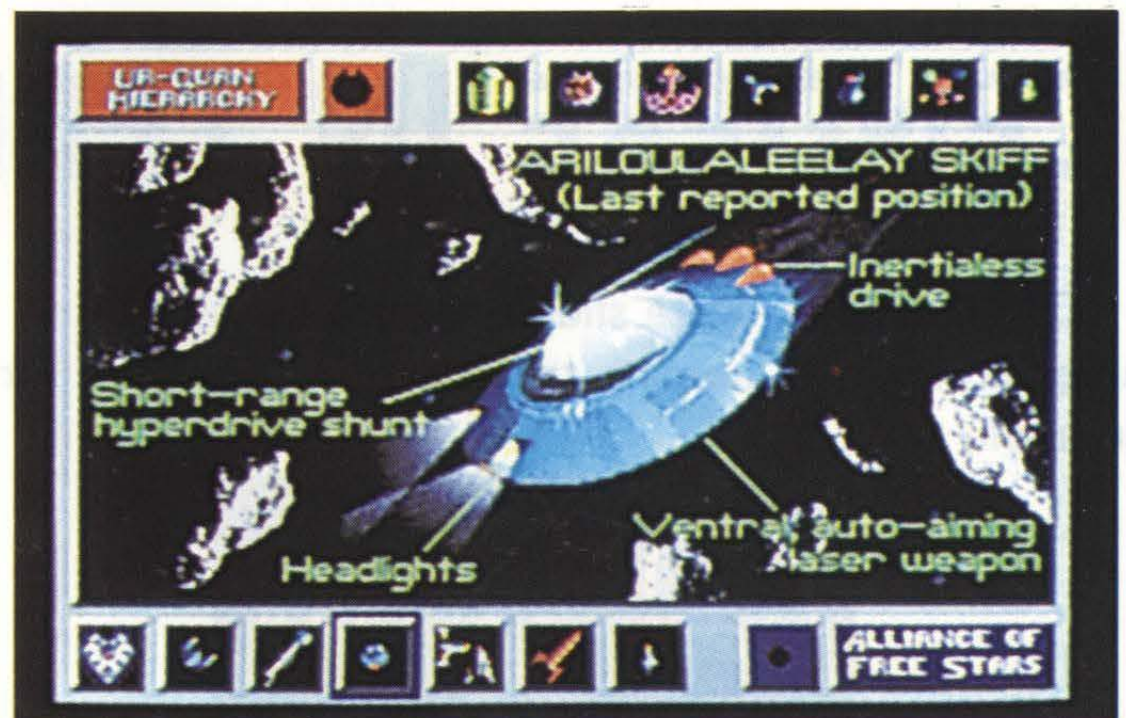 UR-QUAN
HIERARCHY
ARILOULALEELAY SKIFF
(Last reported position)
Inertialess
drive
Short-range
hyperdrive shunt
Ventral auto-aiming
laser weapon
Headlights
ALLIANCE OF
FREE STARS